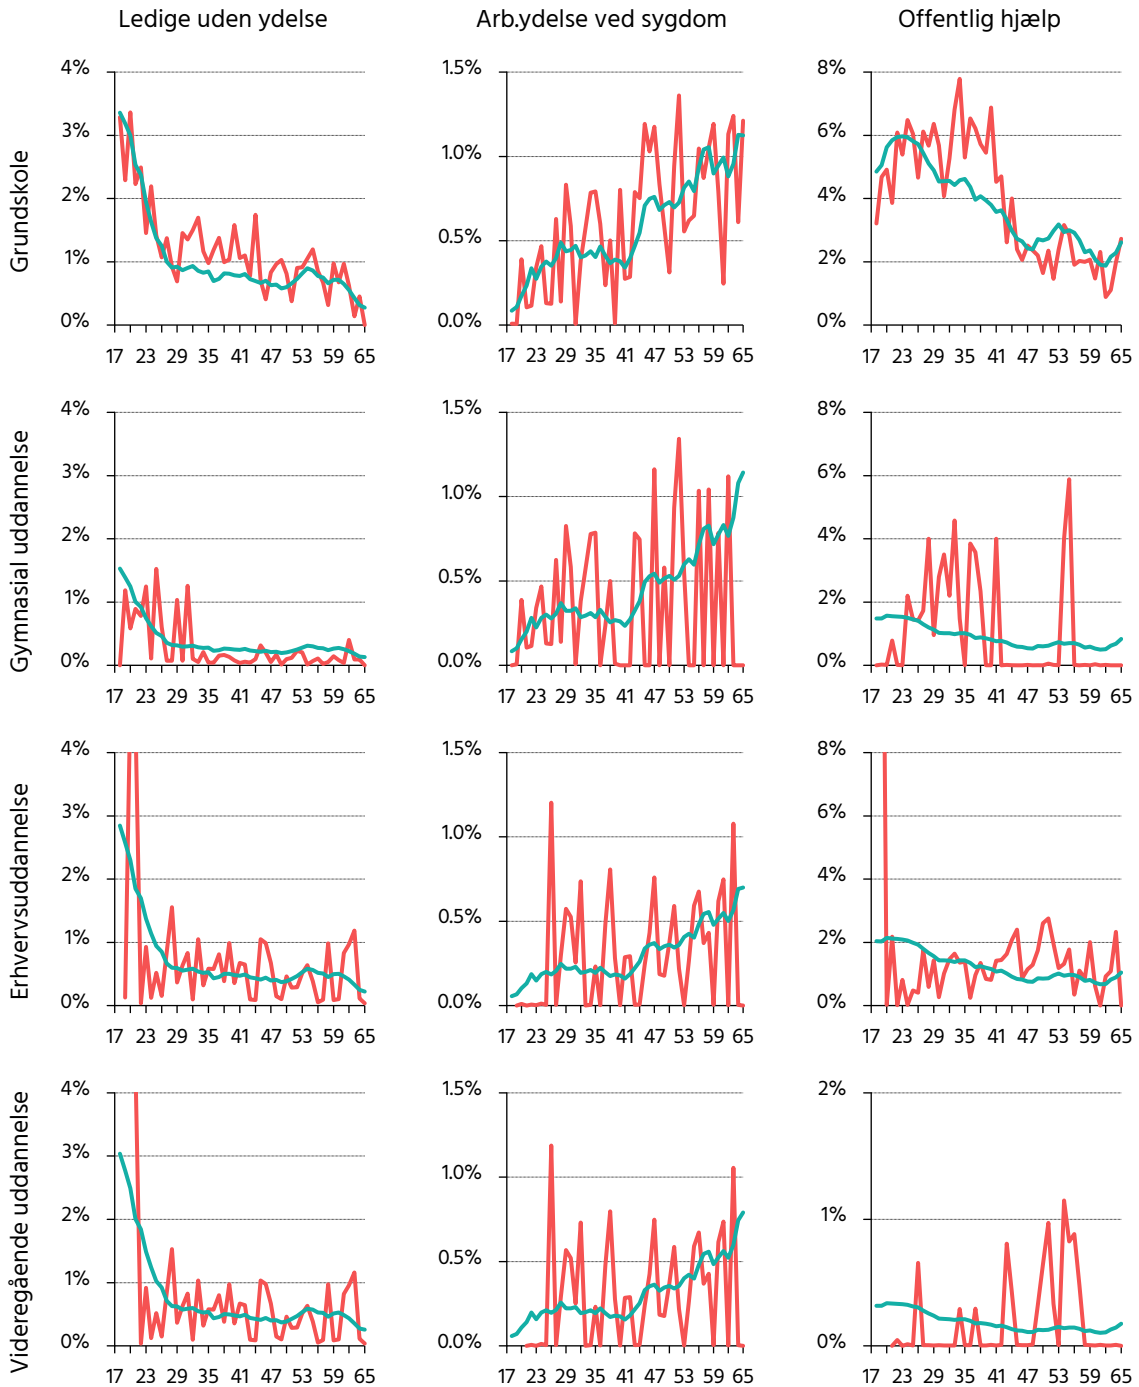 Ledige uden ydelse
Arb.ydelse ved sygdom
Offentlig hjælp
Grundskole
4%
3%
2%
1%
0%
17 23 29 35 41 47 53 59 65
1.5%
1.0%
0.5%
0.0%
17 23 29 35 41 47 53 59 65
8%
6%
4%
2%
0%
17 23 29 35 41 47 53 59 65
Gymnasial uddannelse
4%
3%
2%
1%
0%
17 23 29 35 41 47 53 59 65
1.5%
1.0%
0.5%
0.0%
17 23 29 35 41 47 53 59 65
8%
6%
4%
2%
0%
17 23 29 35 41 47 53 59 65
Erhvervsuddannelse
4%
3%
2%
1%
0%
17 23 29 35 41 47 53 59 65
1.5%
1.0%
0.5%
0.0%
17 23 29 35 41 47 53 59 65
8%
6%
4%
2%
0%
17 23 29 35 41 47 53 59 65
Videregående uddannelse
4%
3%
2%
1%
0%
17 23 29 35 41 47 53 59 65
1.5%
1.0%
0.5%
0.0%
17 23 29 35 41 47 53 59 65
2%
1%
0%
17 23 29 35 41 47 53 59 65